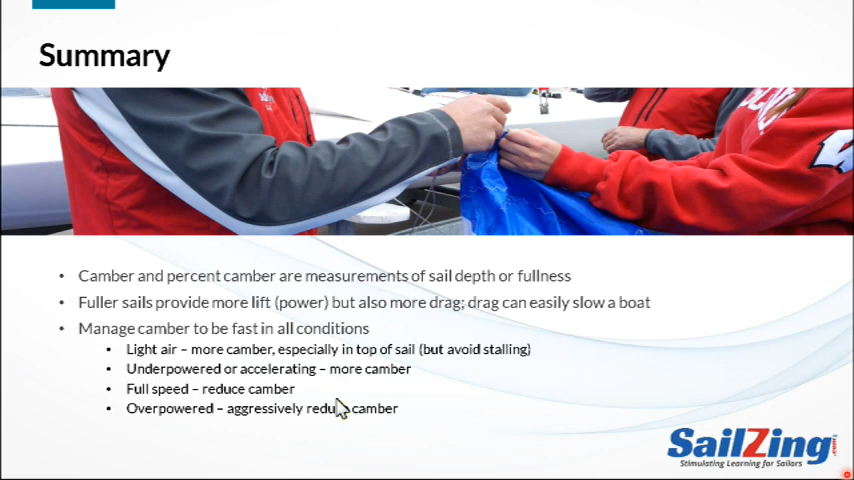 Summary
• Camber and percent camber are measurements of sail depth or fullness
• Fuller sails provide more lift (power) but also more drag; drag can easily slow a boat
• Manage camber to be fast in all conditions
• Light air – more camber, especially in top of sail (but avoid stalling)
• Underpowered or accelerating – more camber
• Full speed – reduce camber
• Overpowered – aggressively reduce camber
SailZing.com
Stimulating Learning for Sailors